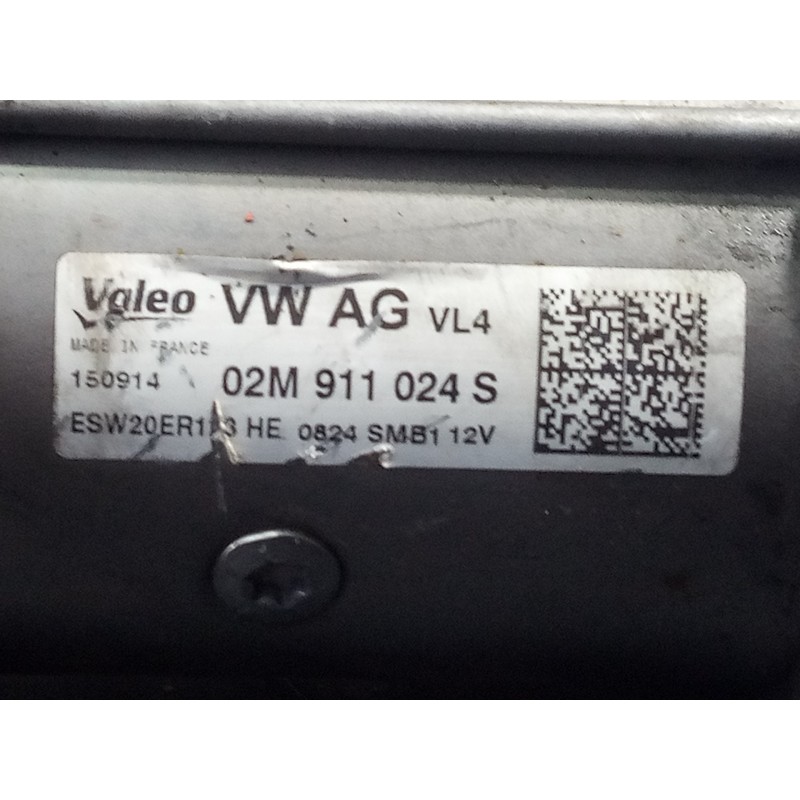 Valeo VW AG VL4
MADE IN FRANCE
150914 02M 911 024 S
HE 0824 SMB1 12V